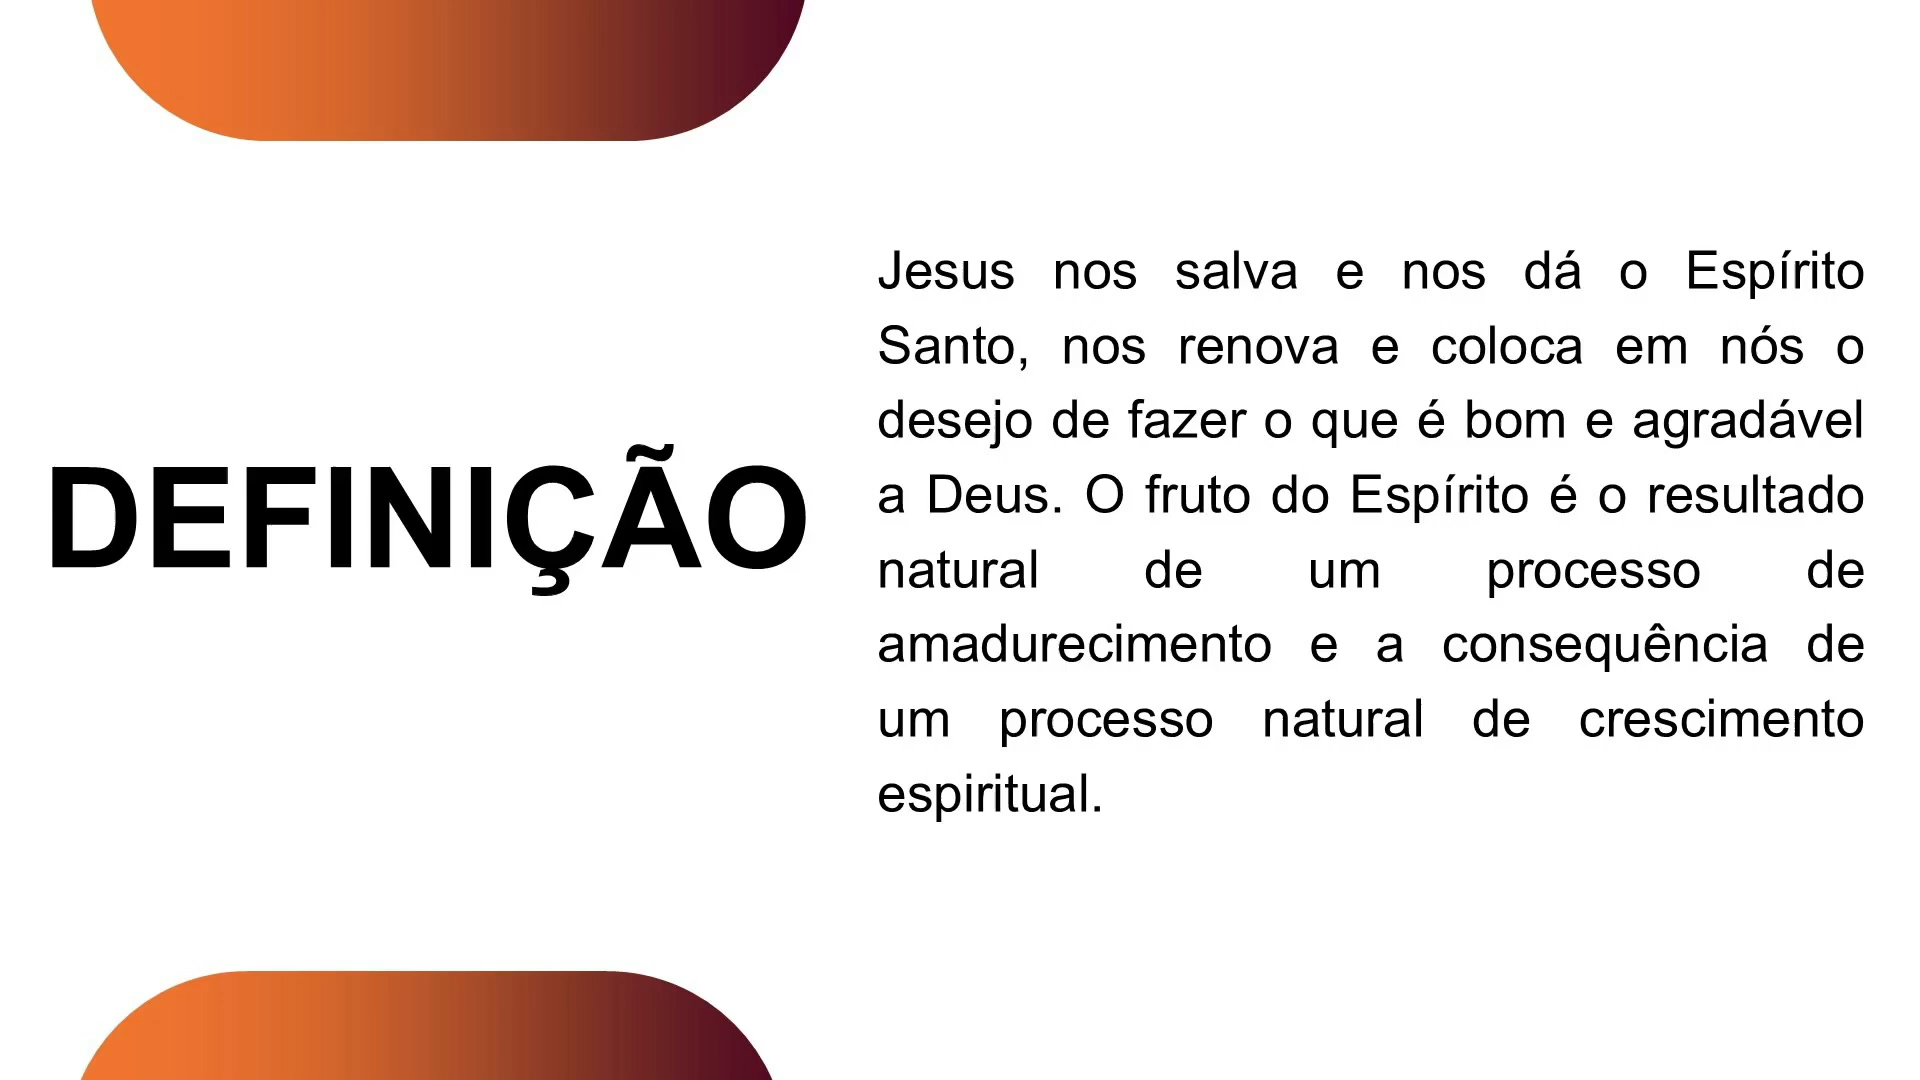 DEFINIÇÃO
Jesus nos salva e nos dá o Espírito
Santo, nos renova e coloca em nós o
desejo de fazer o que é bom e agradável
a Deus. O fruto do Espírito é o resultado
natural de um processo de
amadurecimento e a consequência de
um processo natural de crescimento
espiritual.